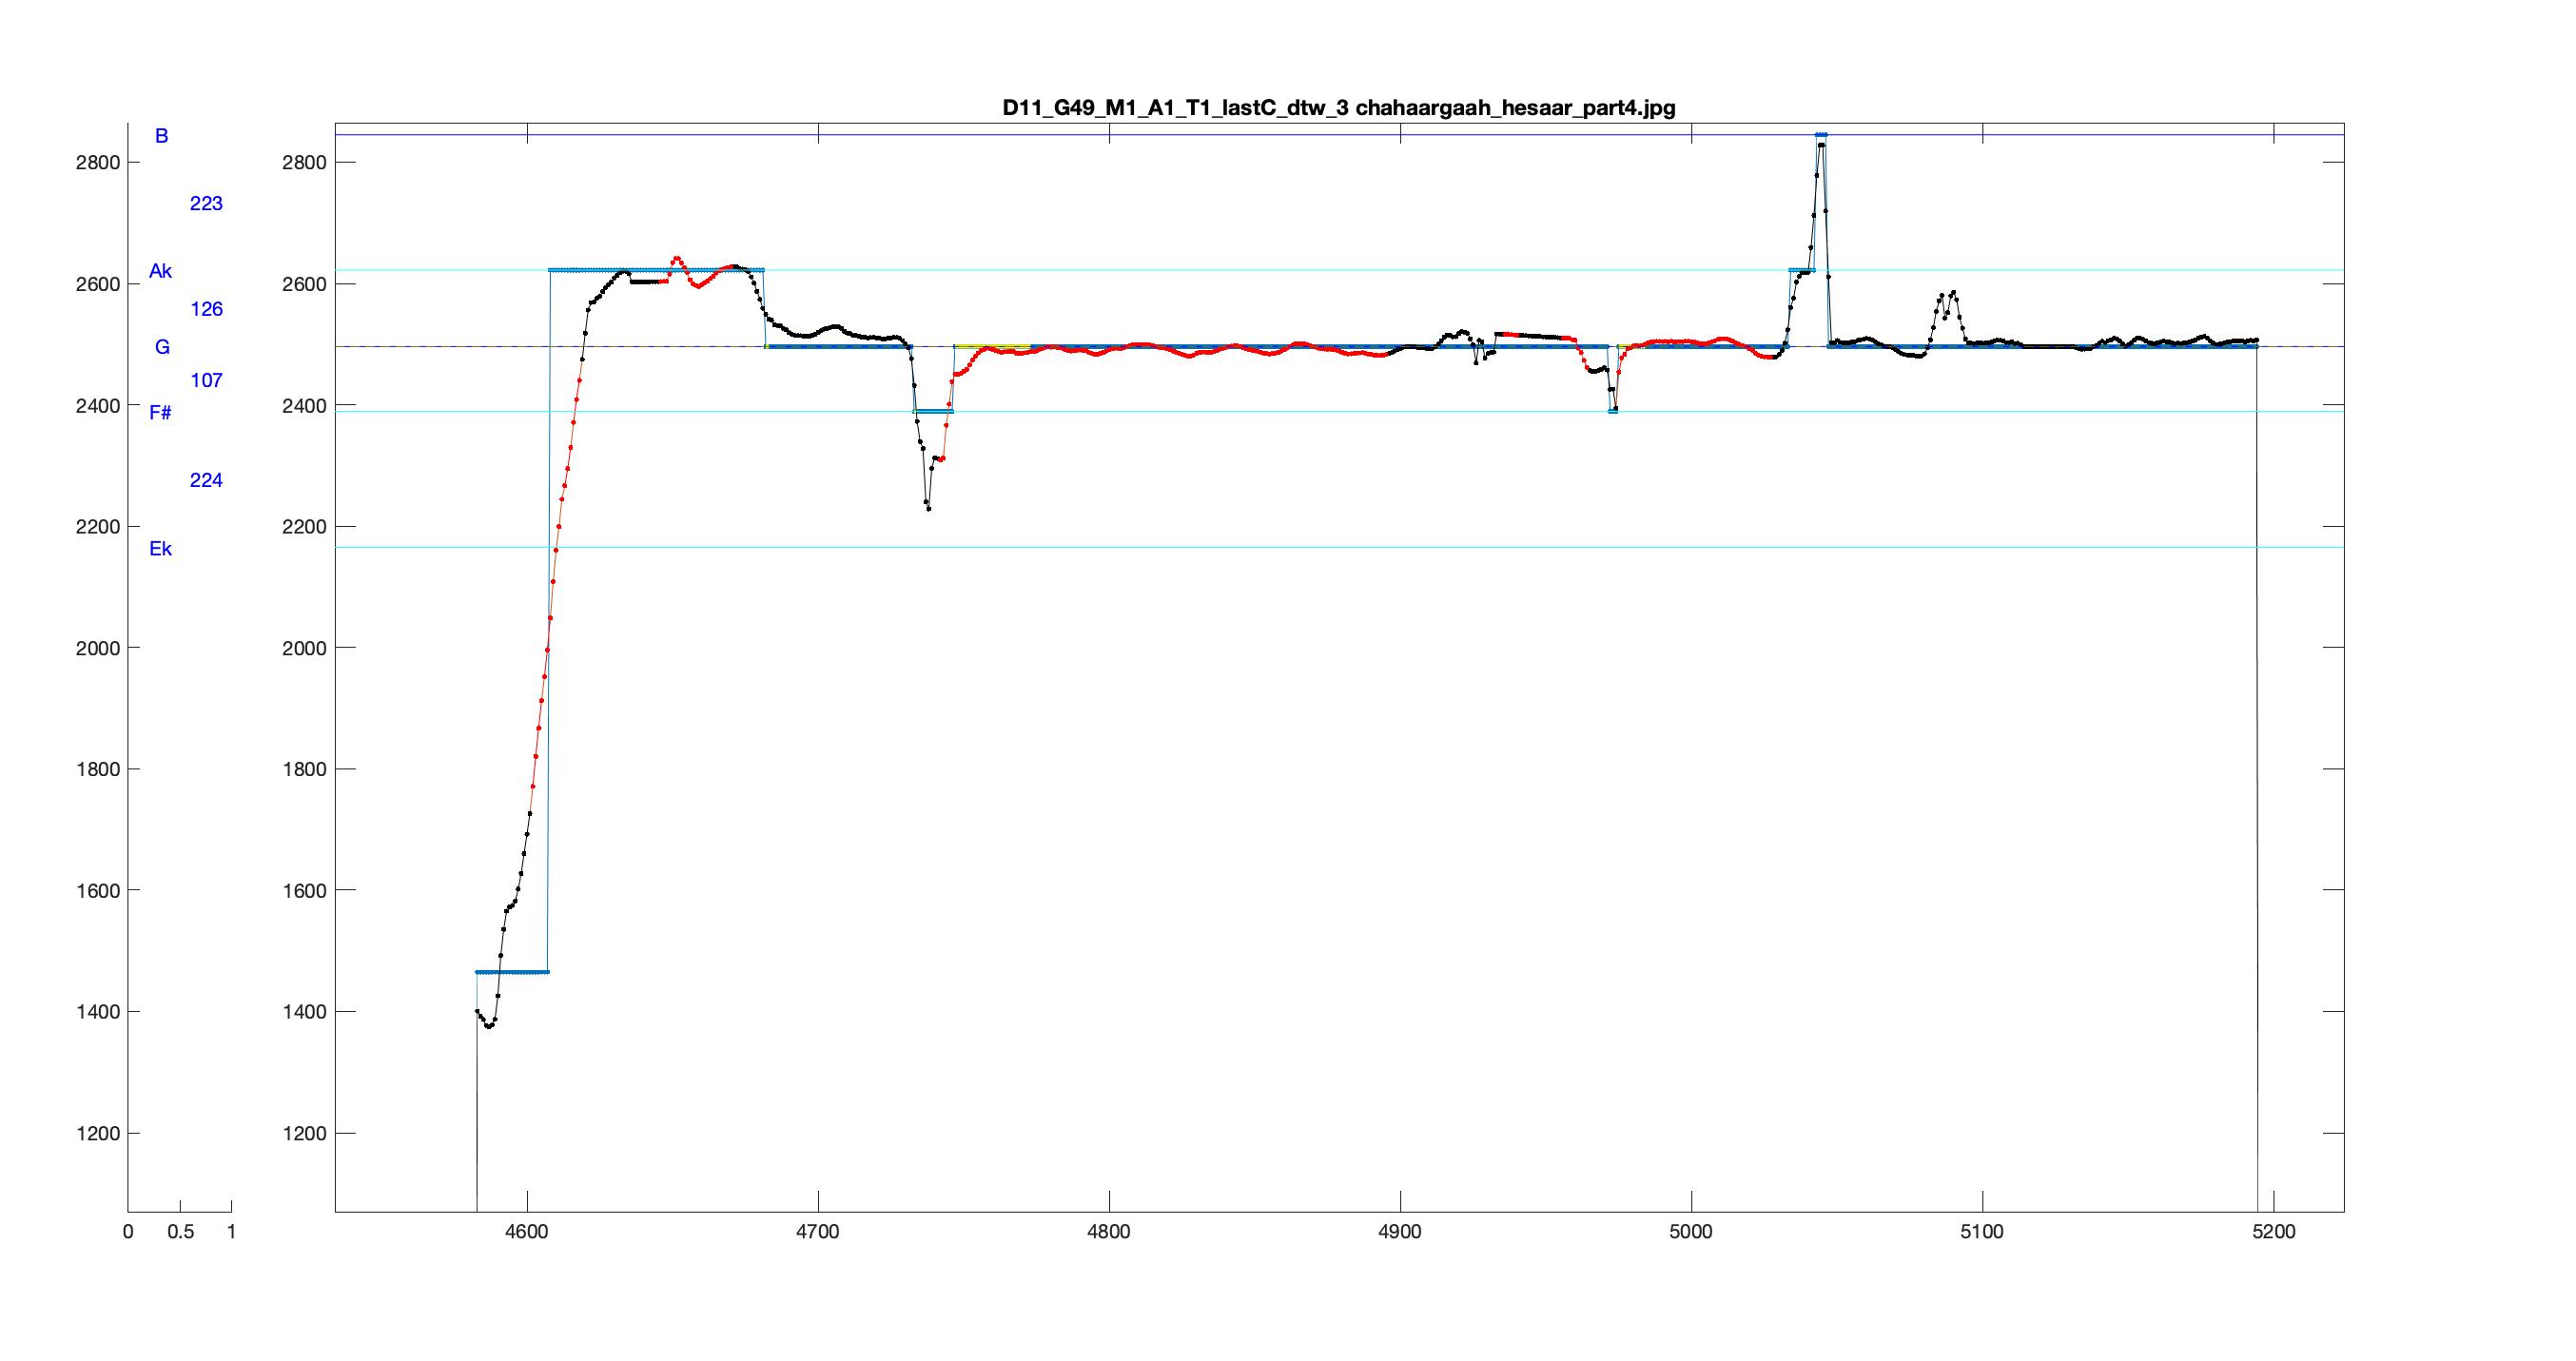 D11_G49_M1_A1_T1_lastC_dtw_3 chahaargaah_hesaar_part4.jpg
B
2800 2800
223
Ak
2600 2600
126
G
107
2400 F# 2400
224
2200 2200
Ek
2000 2000
1800 1800
1600 1600
1400 1400
1200 1200
0 0.5 1 4600 4700 4800 4900 5000 5100 5200